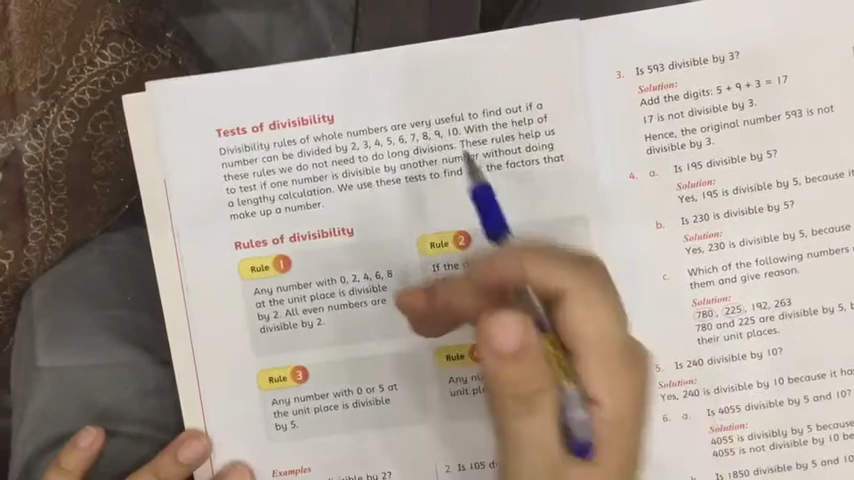 Tests of divisibility
Divisibility rules of whole numbers are very useful to find out if a
number can be divided by 2, 3, 4, 5, 6, 7, 8, 9, 10. With the help of
these rules we do not need to do long divisions. These rules help us
to test if one number is divisible by another number without doing
a lengthy calculation. We use these tests to find the factors that
make up a number.
Rules of divisibility
Rule 1
Any number with 0, 2, 4, 6, 8
at the unit place is divisible
by 2. All even numbers are
divisible by 2.
Rule 2
If the
Rule 3
Any number with 0 or 5 at
the unit place is divisible
by 5.
Rule
Any
unit
Examples
divisible by 2?
2. Is 105
3. Is 593 divisible by 3?
Solution:
Add the digits: 5 + 9 + 3 = 17
17 is not divisible by 3.
Hence, the original number 593 is not
divisible by 3.
4. a. Is 195 divisible by 5?
Solution:
Yes, 195 is divisible by 5, because it
b. Is 230 is divisible by 5?
Solution:
Yes, 230 is divisible by 5, because
c. Which of the following numbers
them and give reason.
Solution:
780, 225, 192, 263
780 and 225 are divisible by 5,
their unit places.
5. Is 240 divisible by 10?
Solution:
Yes, 240 is divisible by 10 because it
6. a. Is 4055 divisible by 5 and 10?
Solution:
4055 is divisibly by 5 because
4055 is not divisible by 10 bec
Is 1850 divisible by 5 and